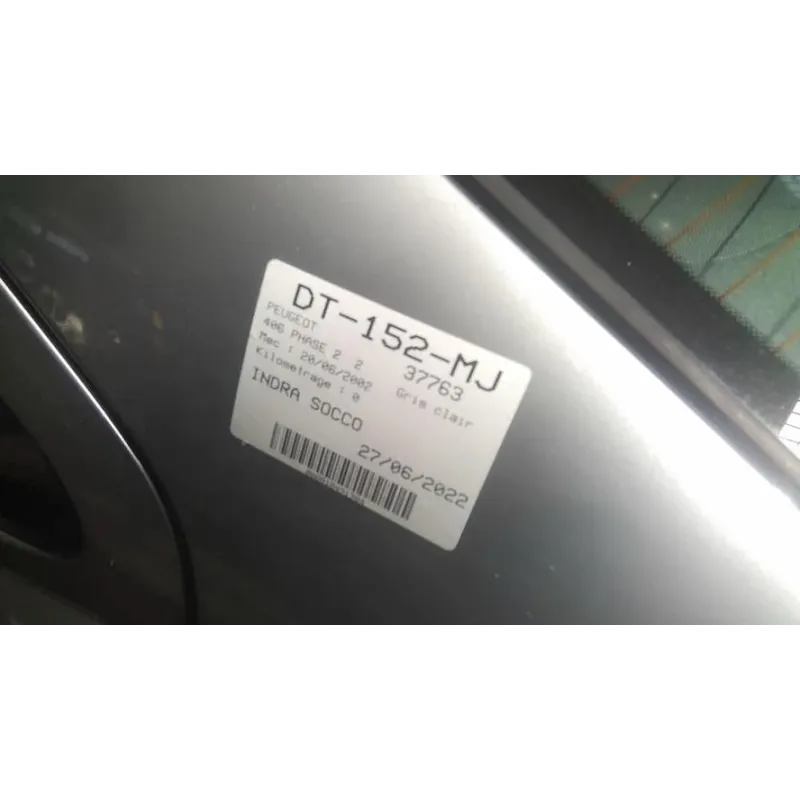 DT-152-MJ
PEUGEOT
37763
406 PHASE 2 2
Gris clair
Mec : 20/06/2002
Kilometrage : 0
INDRA SOCCO
27/06/2022